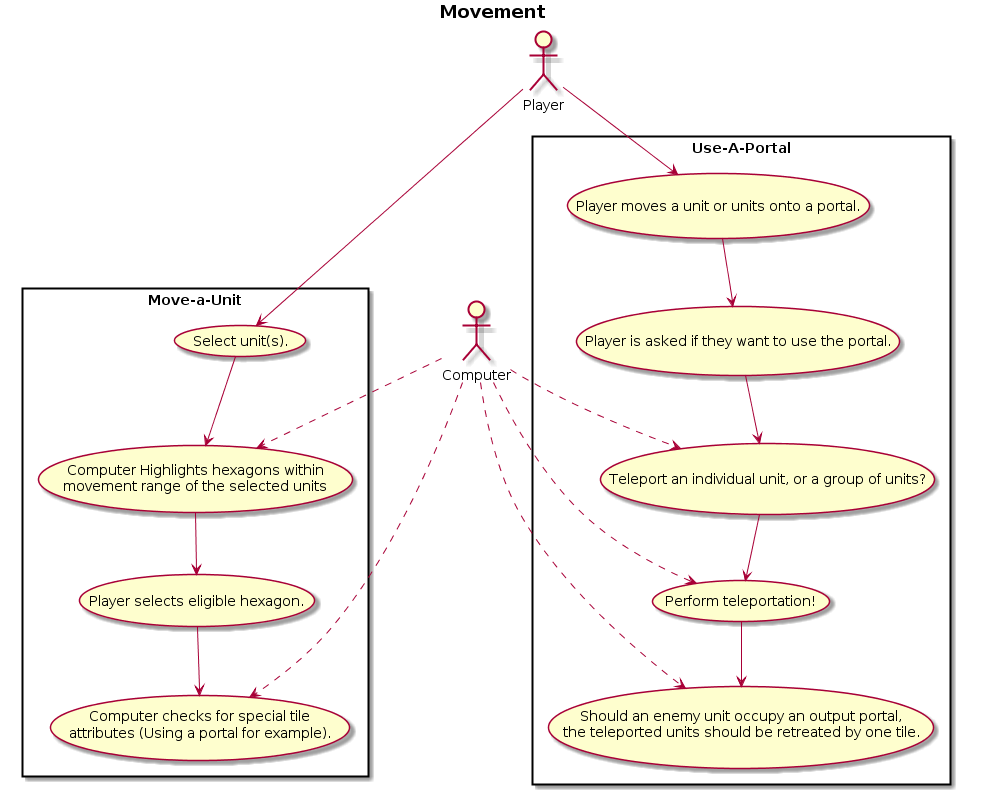 Movement
Player
Use-A-Portal
Player moves a unit or units onto a portal.
Move-a-Unit
Select unit(s).
Player is asked if they want to use the portal.
Computer
Computer Highlights hexagons within
movement range of the selected units
Teleport an individual unit, or a group of units?
Player selects eligible hexagon.
Perform teleportation!
Computer checks for special tile
attributes (Using a portal for example).
Should an enemy unit occupy an output portal,
the teleported units should be retreated by one tile.